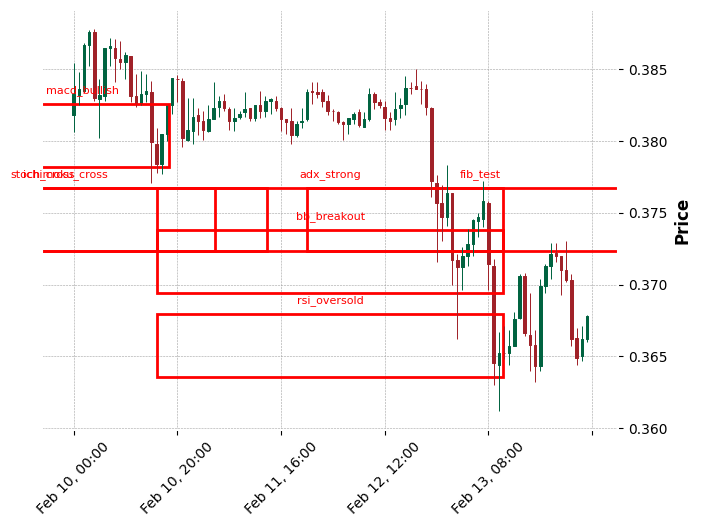 0.385
macd_bullish
0.380
ichimoku_cross
adx_strong
fib_test
0.375
bb_breakout
Price
0.370
rsi_oversold
0.365
0.360
Feb 10, 00:00
Feb 10, 20:00
Feb 11, 16:00
Feb 12, 12:00
Feb 13, 08:00